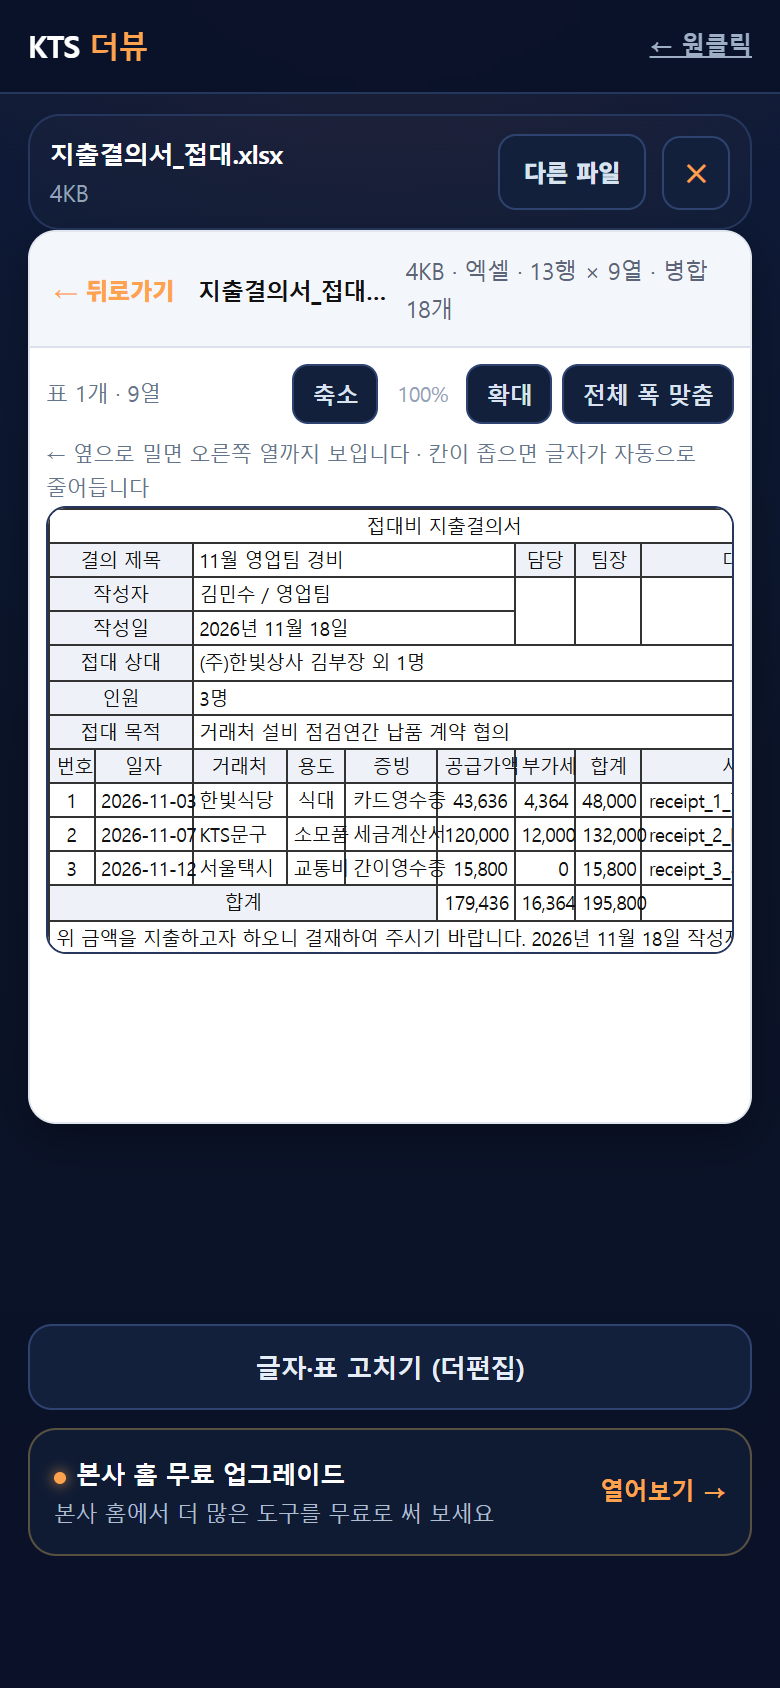 KTS 더뷰
← 원클릭
지출결의서_접대.xlsx
4KB
다른 파일
×
← 뒤로가기
지출결의서_접대...
4KB · 엑셀 · 13행 × 9열 · 병합
18개
표 1개 · 9열
축소
100%
확대
전체 폭 맞춤
← 옆으로 밀면 오른쪽 열까지 보입니다 · 칸이 좁으면 글자가 자동으로
줄어듭니다
접대비 지출결의서
결의 제목 11월 영업팀 경비 담당 팀장
작성자 김민수 / 영업팀
작성일 2026년 11월 18일
접대 상대 (주)한빛상사 김부장 외 1명
인원 3명
접대 목적 거래처 설비 점검연간 납품 계약 협의
번호 일자 거래처 용도 증빙 공급가액 부가세 합계
1 2026-11-03 한빛식당 식대 카드영수증 43,636 4,364 48,000 receipt_1_
2 2026-11-07 KTS문구 소모품 세금계산서 120,000 12,000 132,000 receipt_2_
3 2026-11-12 서울택시 교통비 간이영수증 15,800 0 15,800 receipt_3_
합계 179,436 16,364 195,800
위 금액을 지출하고자 하오니 결재하여 주시기 바랍니다. 2026년 11월 18일 작성
글자·표 고치기 (더편집)
본사 홈 무료 업그레이드
본사 홈에서 더 많은 도구를 무료로 써 보세요
열어보기 →